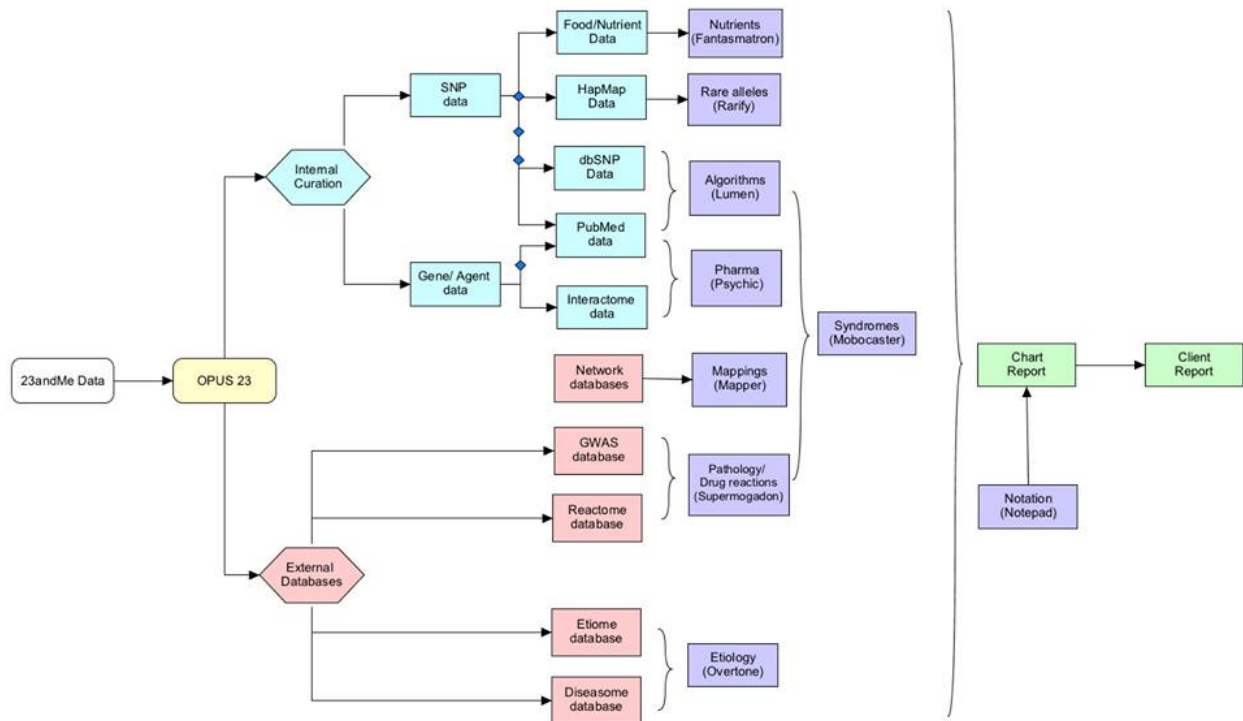 Food/Nutrient
Data
Nutrients
(Fantasmatron)
SNP
data
HapMap
Data
Rare alleles
(Rarify)
dbSNP
Data
Algorithms
(Lumen)
Internal
Curation
PubMed
data
Gene/ Agent
data
Pharma
(Psychic)
Interactome
data
Syndromes
(Mobocaster)
23andMe Data
OPUS 23
Network
databases
Mappings
(Mapper)
Chart
Report
Client
Report
GWAS
database
Pathology/
Drug reactions
(Supermogadon)
Reactome
database
Notation
(Notepad)
External
Databases
Etiome
database
Etiology
(Overtone)
Diseasome
database